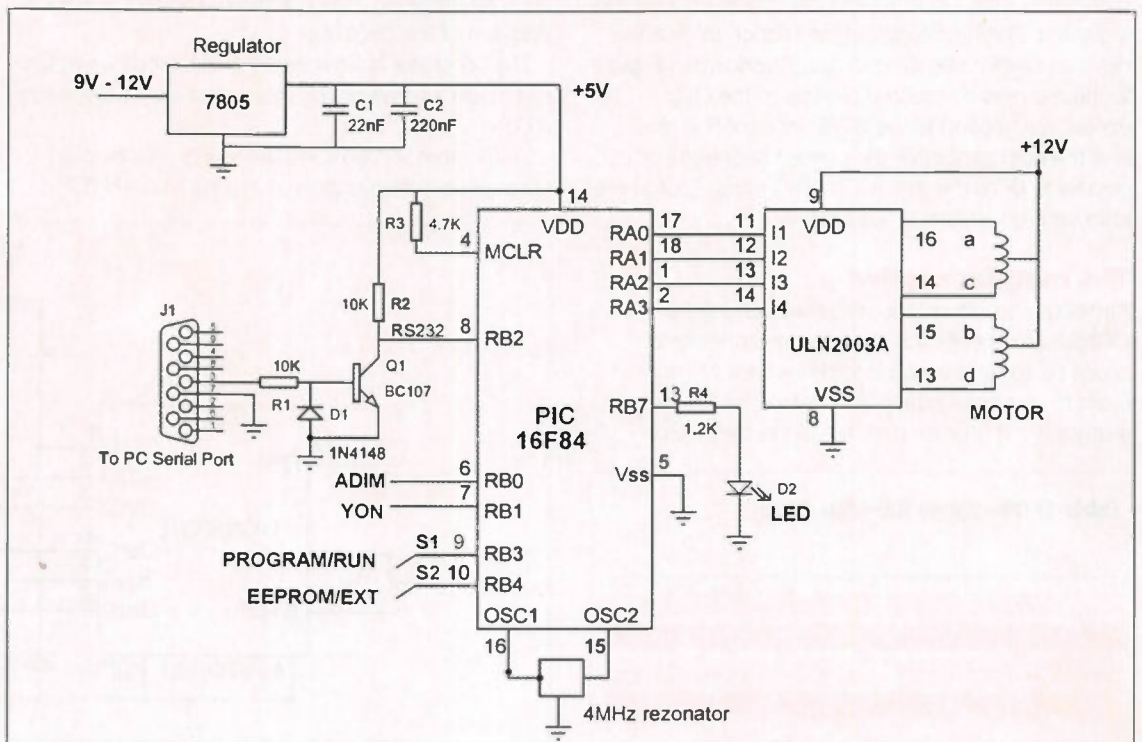 Regulator
9V - 12V
7805
C1
22nF
C2
220nF
+5V
+12V
14
9
VDD
R3
4.7K
4
MCLR
RA0
17
11
I1
RA1
18
12
I2
RA2
1
13
I3
RA3
2
14
I4
VDD
16
a
14
c
15
b
13
d
ULN2003A
VSS
8
MOTOR
10K
R2
RS232
8
RB2
J1
5
9
4
10K
R1
D1
Q1
BC107
1N4148
To PC Serial Port
PIC
16F84
RB7
13
R4
1.2K
Vss
5
D2
LED
ADIM
6
RB0
YON
7
RB1
PROGRAM/RUN
S1
9
RB3
EEPROM/EXT
S2
10
RB4
OSC1
OSC2
16
15
4MHz rezonator